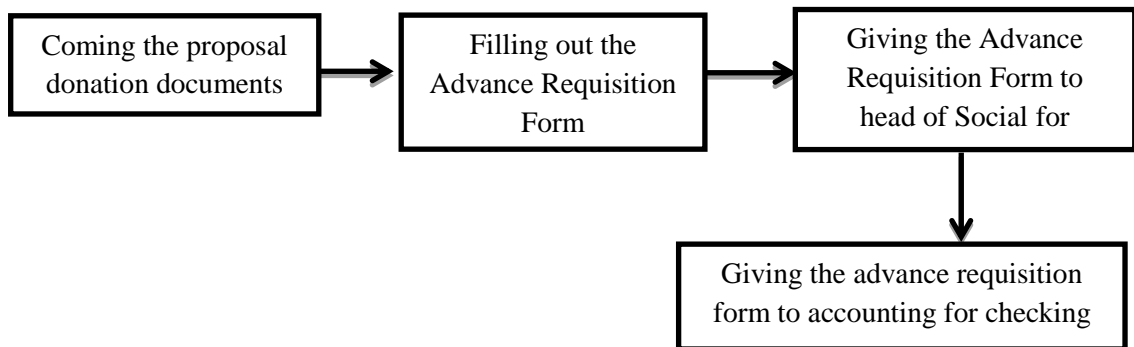 Coming the proposal
donation documents
Filling out the
Advance Requisition
Form
Giving the Advance
Requisition Form to
head of Social for
Giving the advance requisition
form to accounting for checking